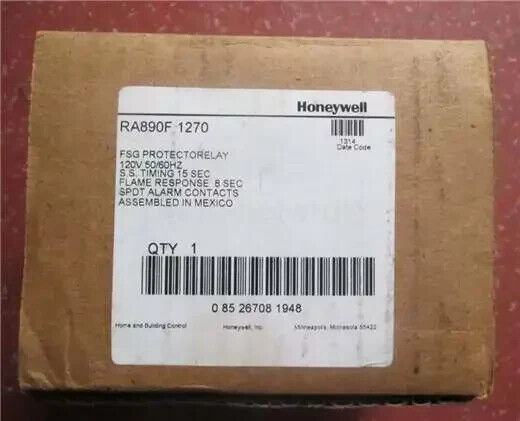 Honeywell
RA890F 1270
1314
Date Code
FSG PROTECTORELAY
120V 50/60HZ
S.S. TIMING 15 SEC
FLAME RESPONSE .8 SEC
SPDT ALARM CONTACTS
ASSEMBLED IN MEXICO
QTY 1
0 85 26708 1948
Home and Building Control Honeywell, Inc. Minneapolis, Minnesota 55422